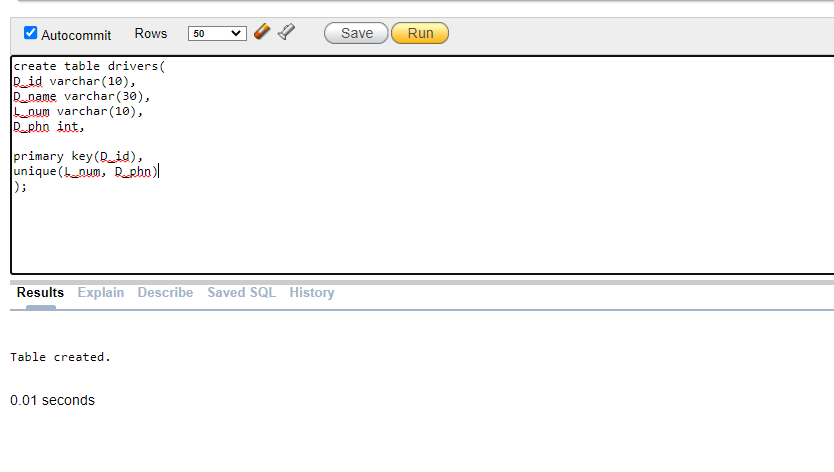 Autocommit Rows 50 Save Run
create table drivers(
D_id varchar(10),
D_name varchar(30),
L_num varchar(10),
D_phn int,
primary key(D_id),
unique(L_num, D_phn)
);
Results Explain Describe Saved SQL History
Table created.
0.01 seconds